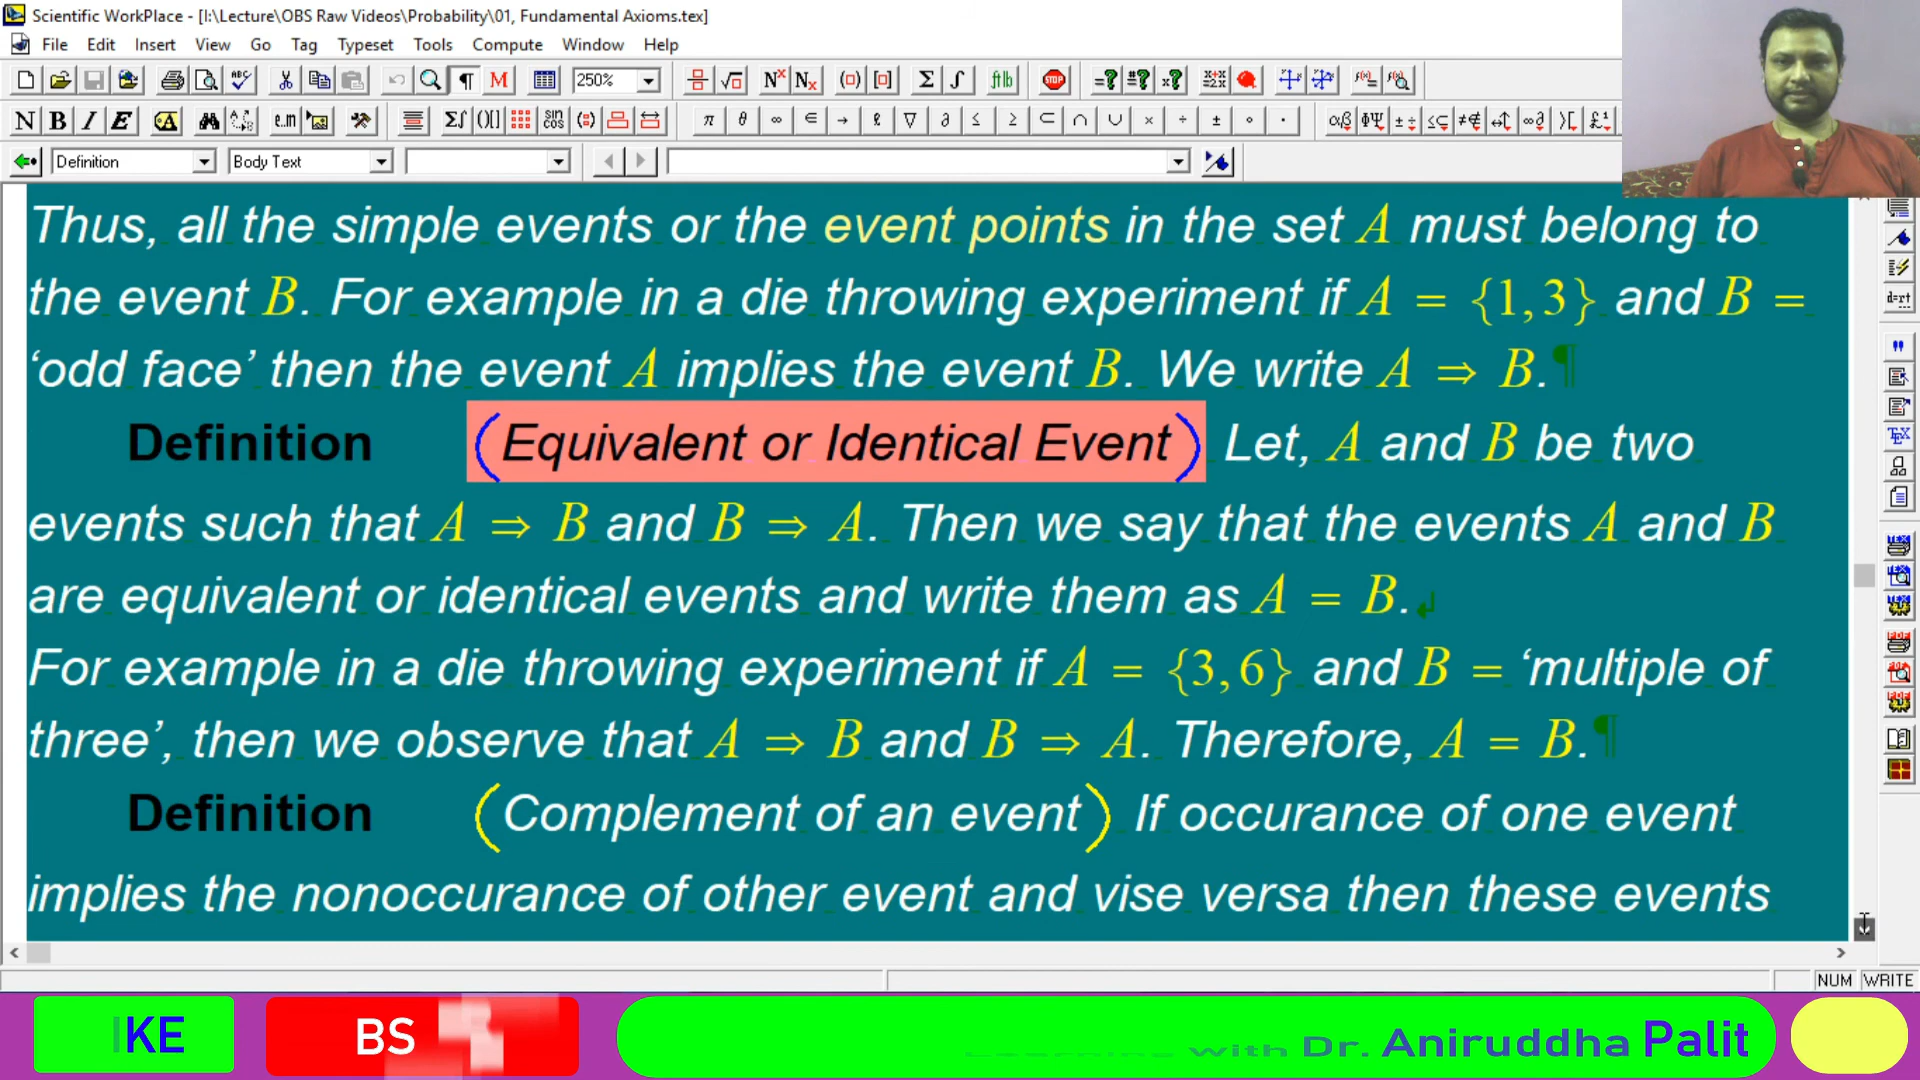 Scientific WorkPlace - [I:\Lecture\OBS Raw Videos\Probability\01, Fundamental Axioms.tex]
File Edit Insert View Go Tag Typeset Tools Compute Window Help
250%
Definition Body Text
Thus, all the simple events or the event points in the set A must belong to
the event B. For example in a die throwing experiment if A = {1,3} and B =
‘odd face’ then the event A implies the event B. We write A ⇒ B.¶
Definition (Equivalent or Identical Event) Let, A and B be two
events such that A ⇒ B and B ⇒ A. Then we say that the events A and B
are equivalent or identical events and write them as A = B.
For example in a die throwing experiment if A = {3,6} and B = ‘multiple of
three’, then we observe that A ⇒ B and B ⇒ A. Therefore, A = B.¶
Definition (Complement of an event) If occurance of one event
implies the nonoccurance of other event and vise versa then these events
NUM WRITE
IKE BS with Dr. Aniruddha Palit